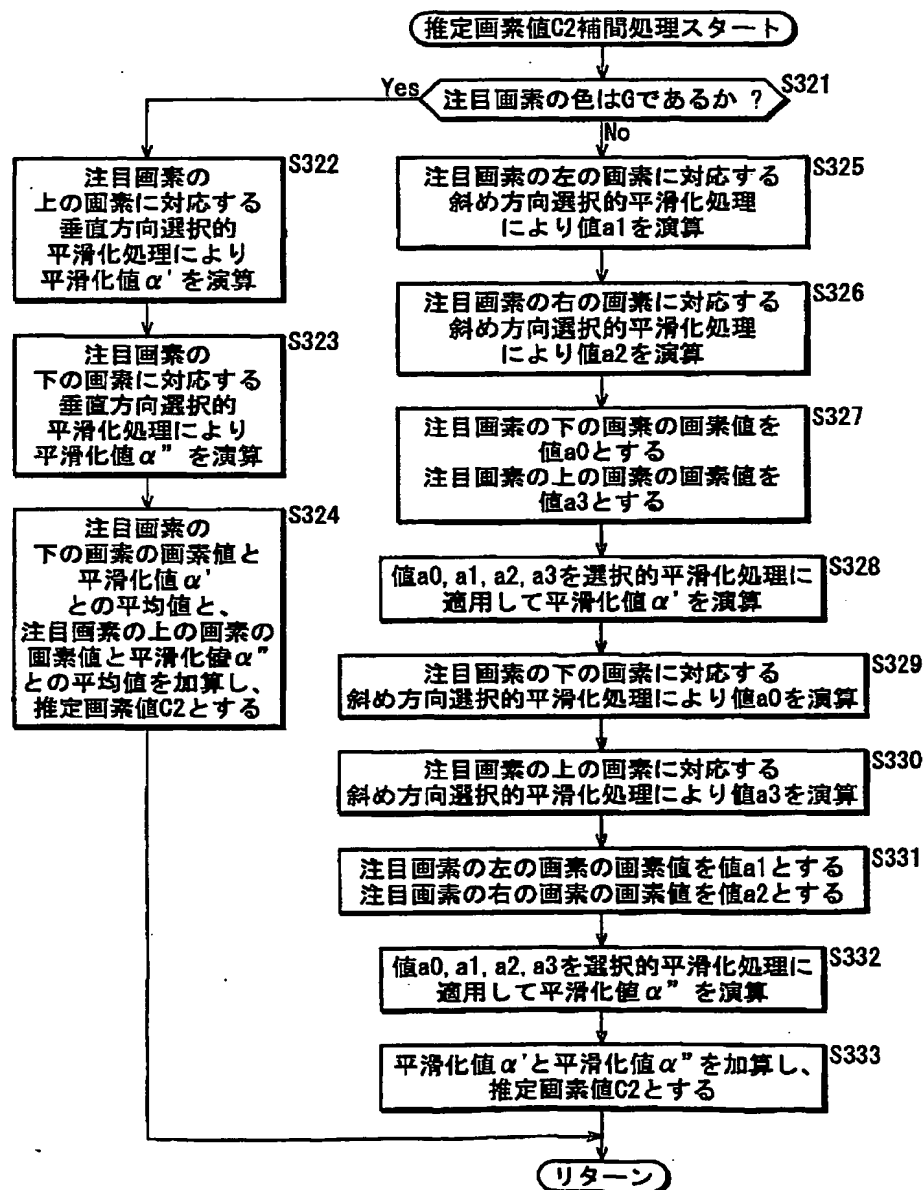 推定画素値C2補間処理スタート
注目画素の色はGであるか ?
S321
Yes
No
注目画素の
上の画素に対応する
垂直方向選択的
平滑化処理により
平滑化値α'を演算
S322
注目画素の
下の画素に対応する
垂直方向選択的
平滑化処理により
平滑化値α"を演算
S323
注目画素の
下の画素の画素値と
平滑化値α'
との平均値と、
注目画素の上の画素の
画素値と平滑化値α"
との平均値を加算し、
推定画素値C2とする
S324
注目画素の左の画素に対応する
斜め方向選択的平滑化処理
により値a1を演算
S325
注目画素の右の画素に対応する
斜め方向選択的平滑化処理
により値a2を演算
S326
注目画素の下の画素の画素値を
値a0とする
注目画素の上の画素の画素値を
値a3とする
S327
値a0, a1, a2, a3を選択的平滑化処理に
適用して平滑化値α'を演算
S328
注目画素の下の画素に対応する
斜め方向選択的平滑化処理により値a0を演算
S329
注目画素の上の画素に対応する
斜め方向選択的平滑化処理により値a3を演算
S330
注目画素の左の画素の画素値を値a1とする
注目画素の右の画素の画素値を値a2とする
S331
値a0, a1, a2, a3を選択的平滑化処理に
適用して平滑化値α"を演算
S332
平滑化値α'と平滑化値α"を加算し、
推定画素値C2とする
S333
リターン